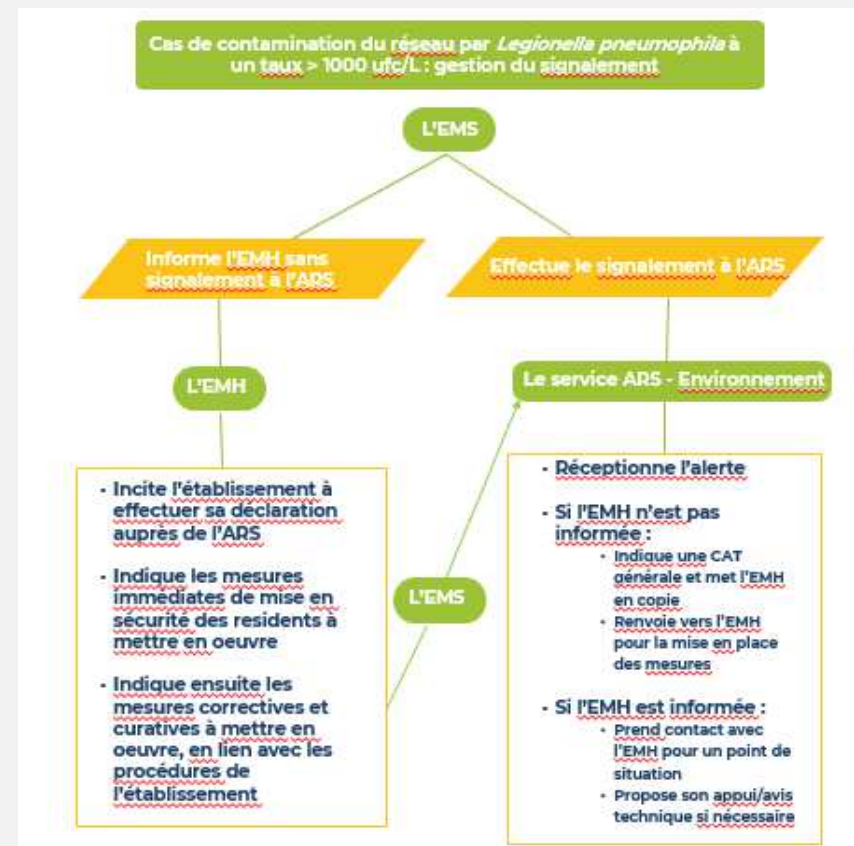 Cas de contamination du réseau par Legionella pneumophila à
un taux > 1000 ufc/L : gestion du signalement
L'EMS
Informe l'EMH sans
signalement à l'ARS
Effectue le signalement à l'ARS
L'EMH
Le service ARS - Environnement
- Incite l'établissement à
effectuer sa déclaration
auprès de l'ARS
- Indique les mesures
immédiates de mise en
sécurité des residents à
mettre en oeuvre
- Indique ensuite les
mesures correctives et
curatives à mettre en
oeuvre, en lien avec les
procédures de
l'établissement
L'EMS
- Réceptionne l'alerte
- Si l'EMH n'est pas
informée :
- Indique une CAT
générale et met l'EMH
en copie
- Renvoie vers l'EMH
pour la mise en place
des mesures
- Si l'EMH est informée :
- Prend contact avec
l'EMH pour un point de
situation
- Propose son appui/avis
technique si nécessaire